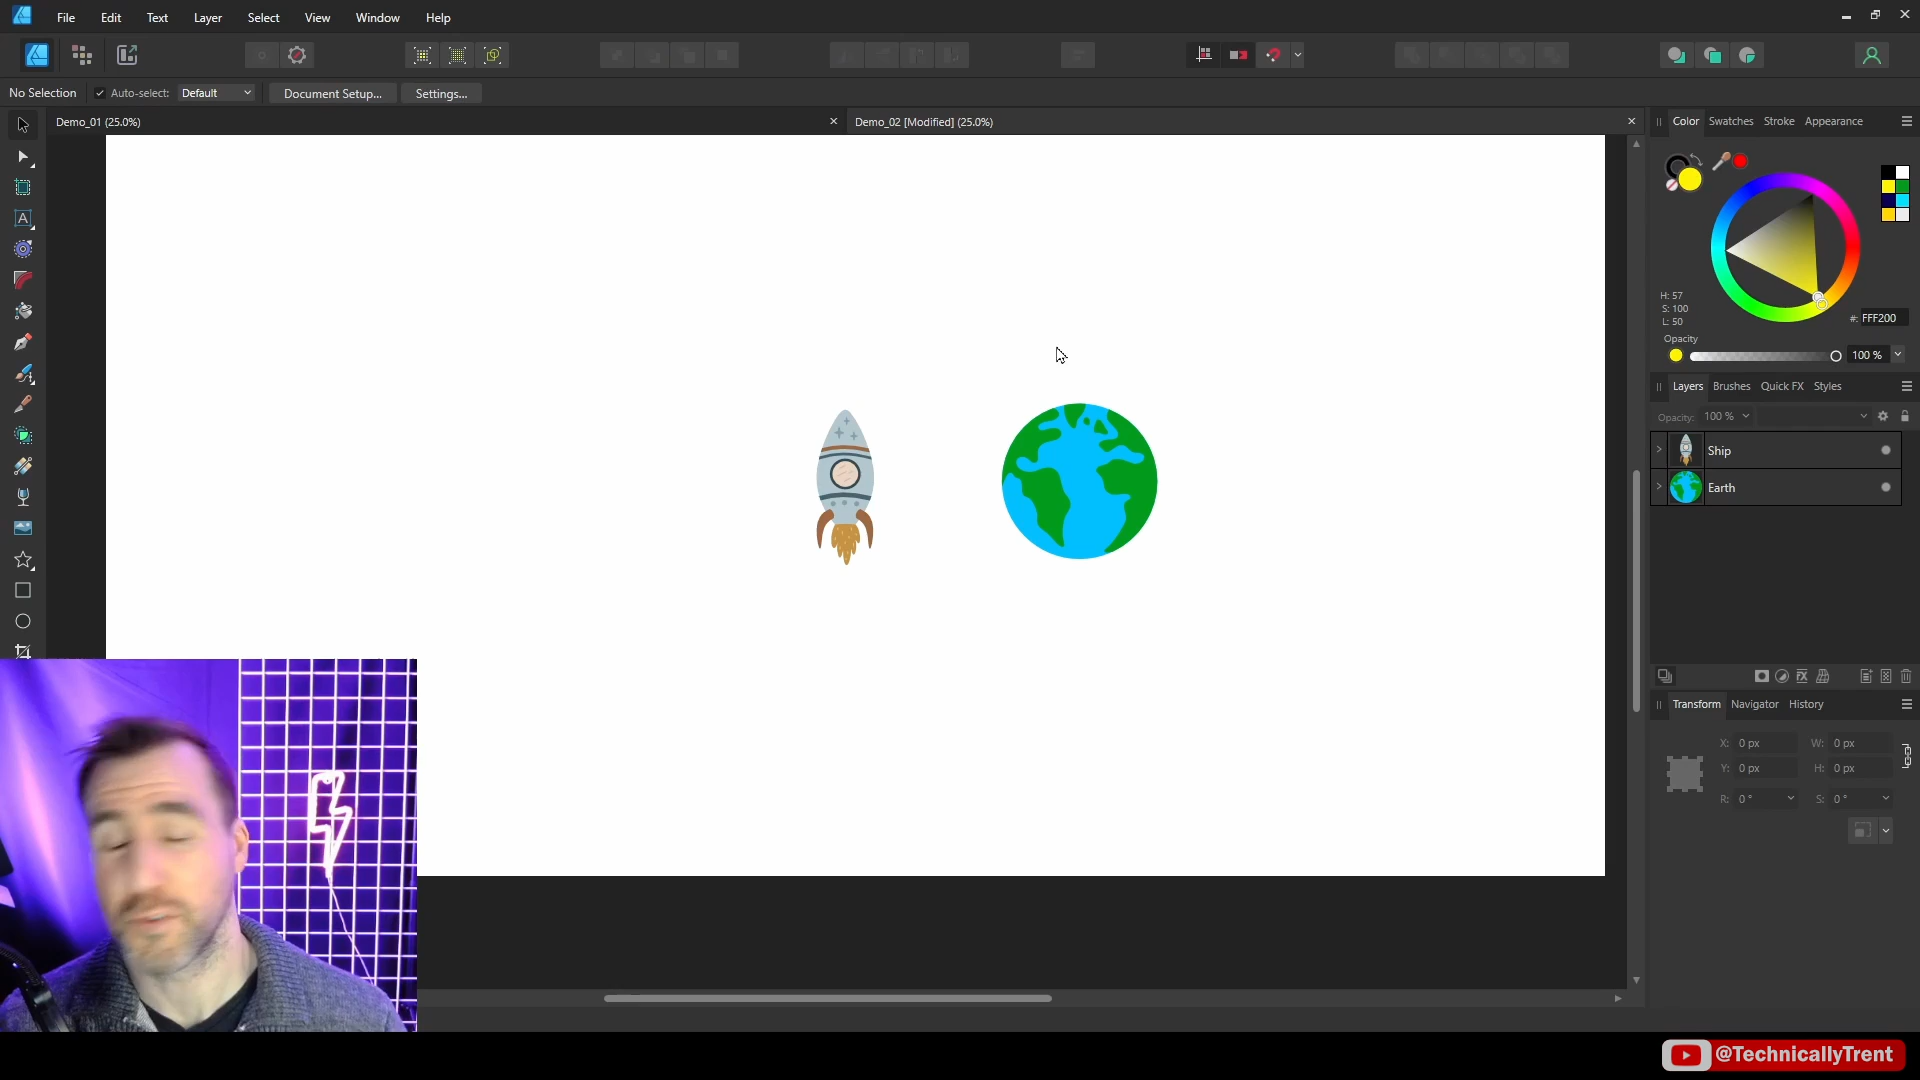 File Edit Text Layer Select View Window Help
No Selection Auto-select: Default Document Setup... Settings...
Demo_01 (25.0%) Demo_02 [Modified] (25.0%)
Color Swatches Stroke Appearance
H: 57
S: 100
L: 50
#: FFF200
Opacity
100 %
Layers Brushes Quick FX Styles
Opacity: 100 %
Ship
Earth
Transform Navigator History
X: 0 px W: 0 px
Y: 0 px H: 0 px
R: 0 ° S: 0 °
@TechnicallyTrent